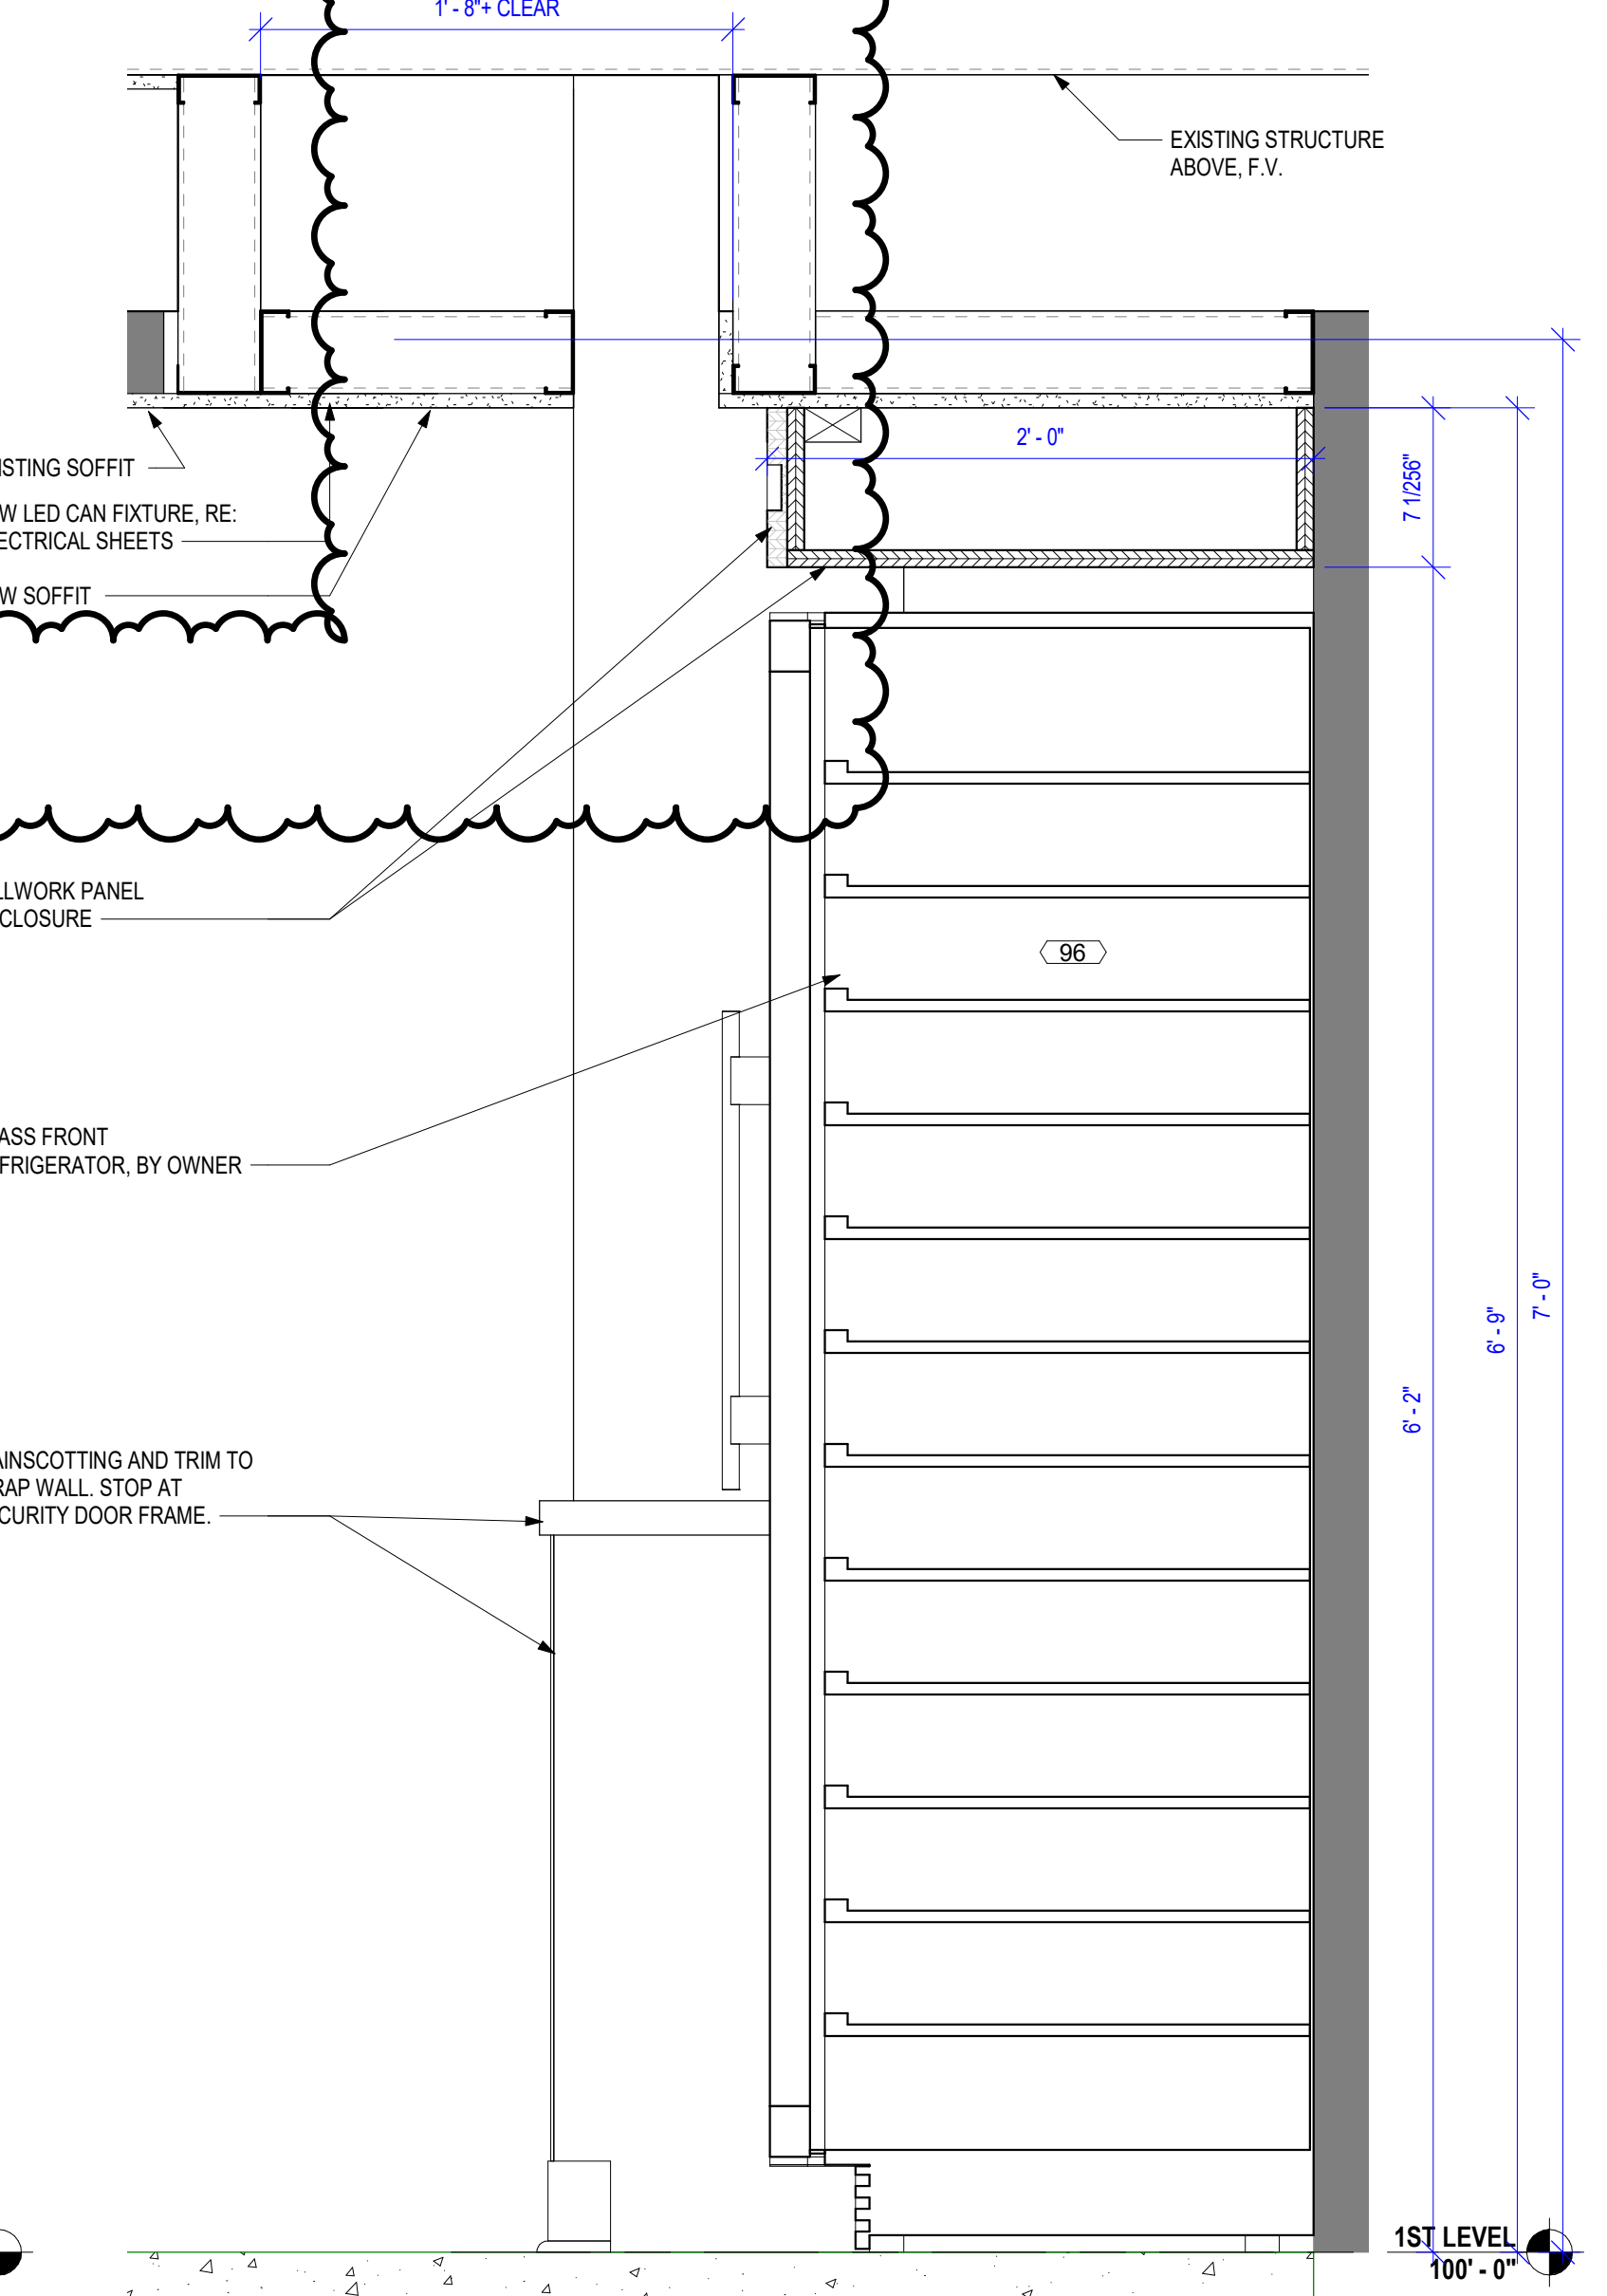 1' - 8"+ CLEAR
EXISTING STRUCTURE
ABOVE, F.V.
2' - 0"
7 1/256"
ISTING SOFFIT
W LED CAN FIXTURE, RE:
ECTRICAL SHEETS
W SOFFIT
LLWORK PANEL
CLOSURE
96
ASS FRONT
FRIGERATOR, BY OWNER
7' - 0"
6' - 9"
6' - 2"
AINSCOTTING AND TRIM TO
RAP WALL. STOP AT
CURITY DOOR FRAME.
1ST LEVEL
100' - 0"